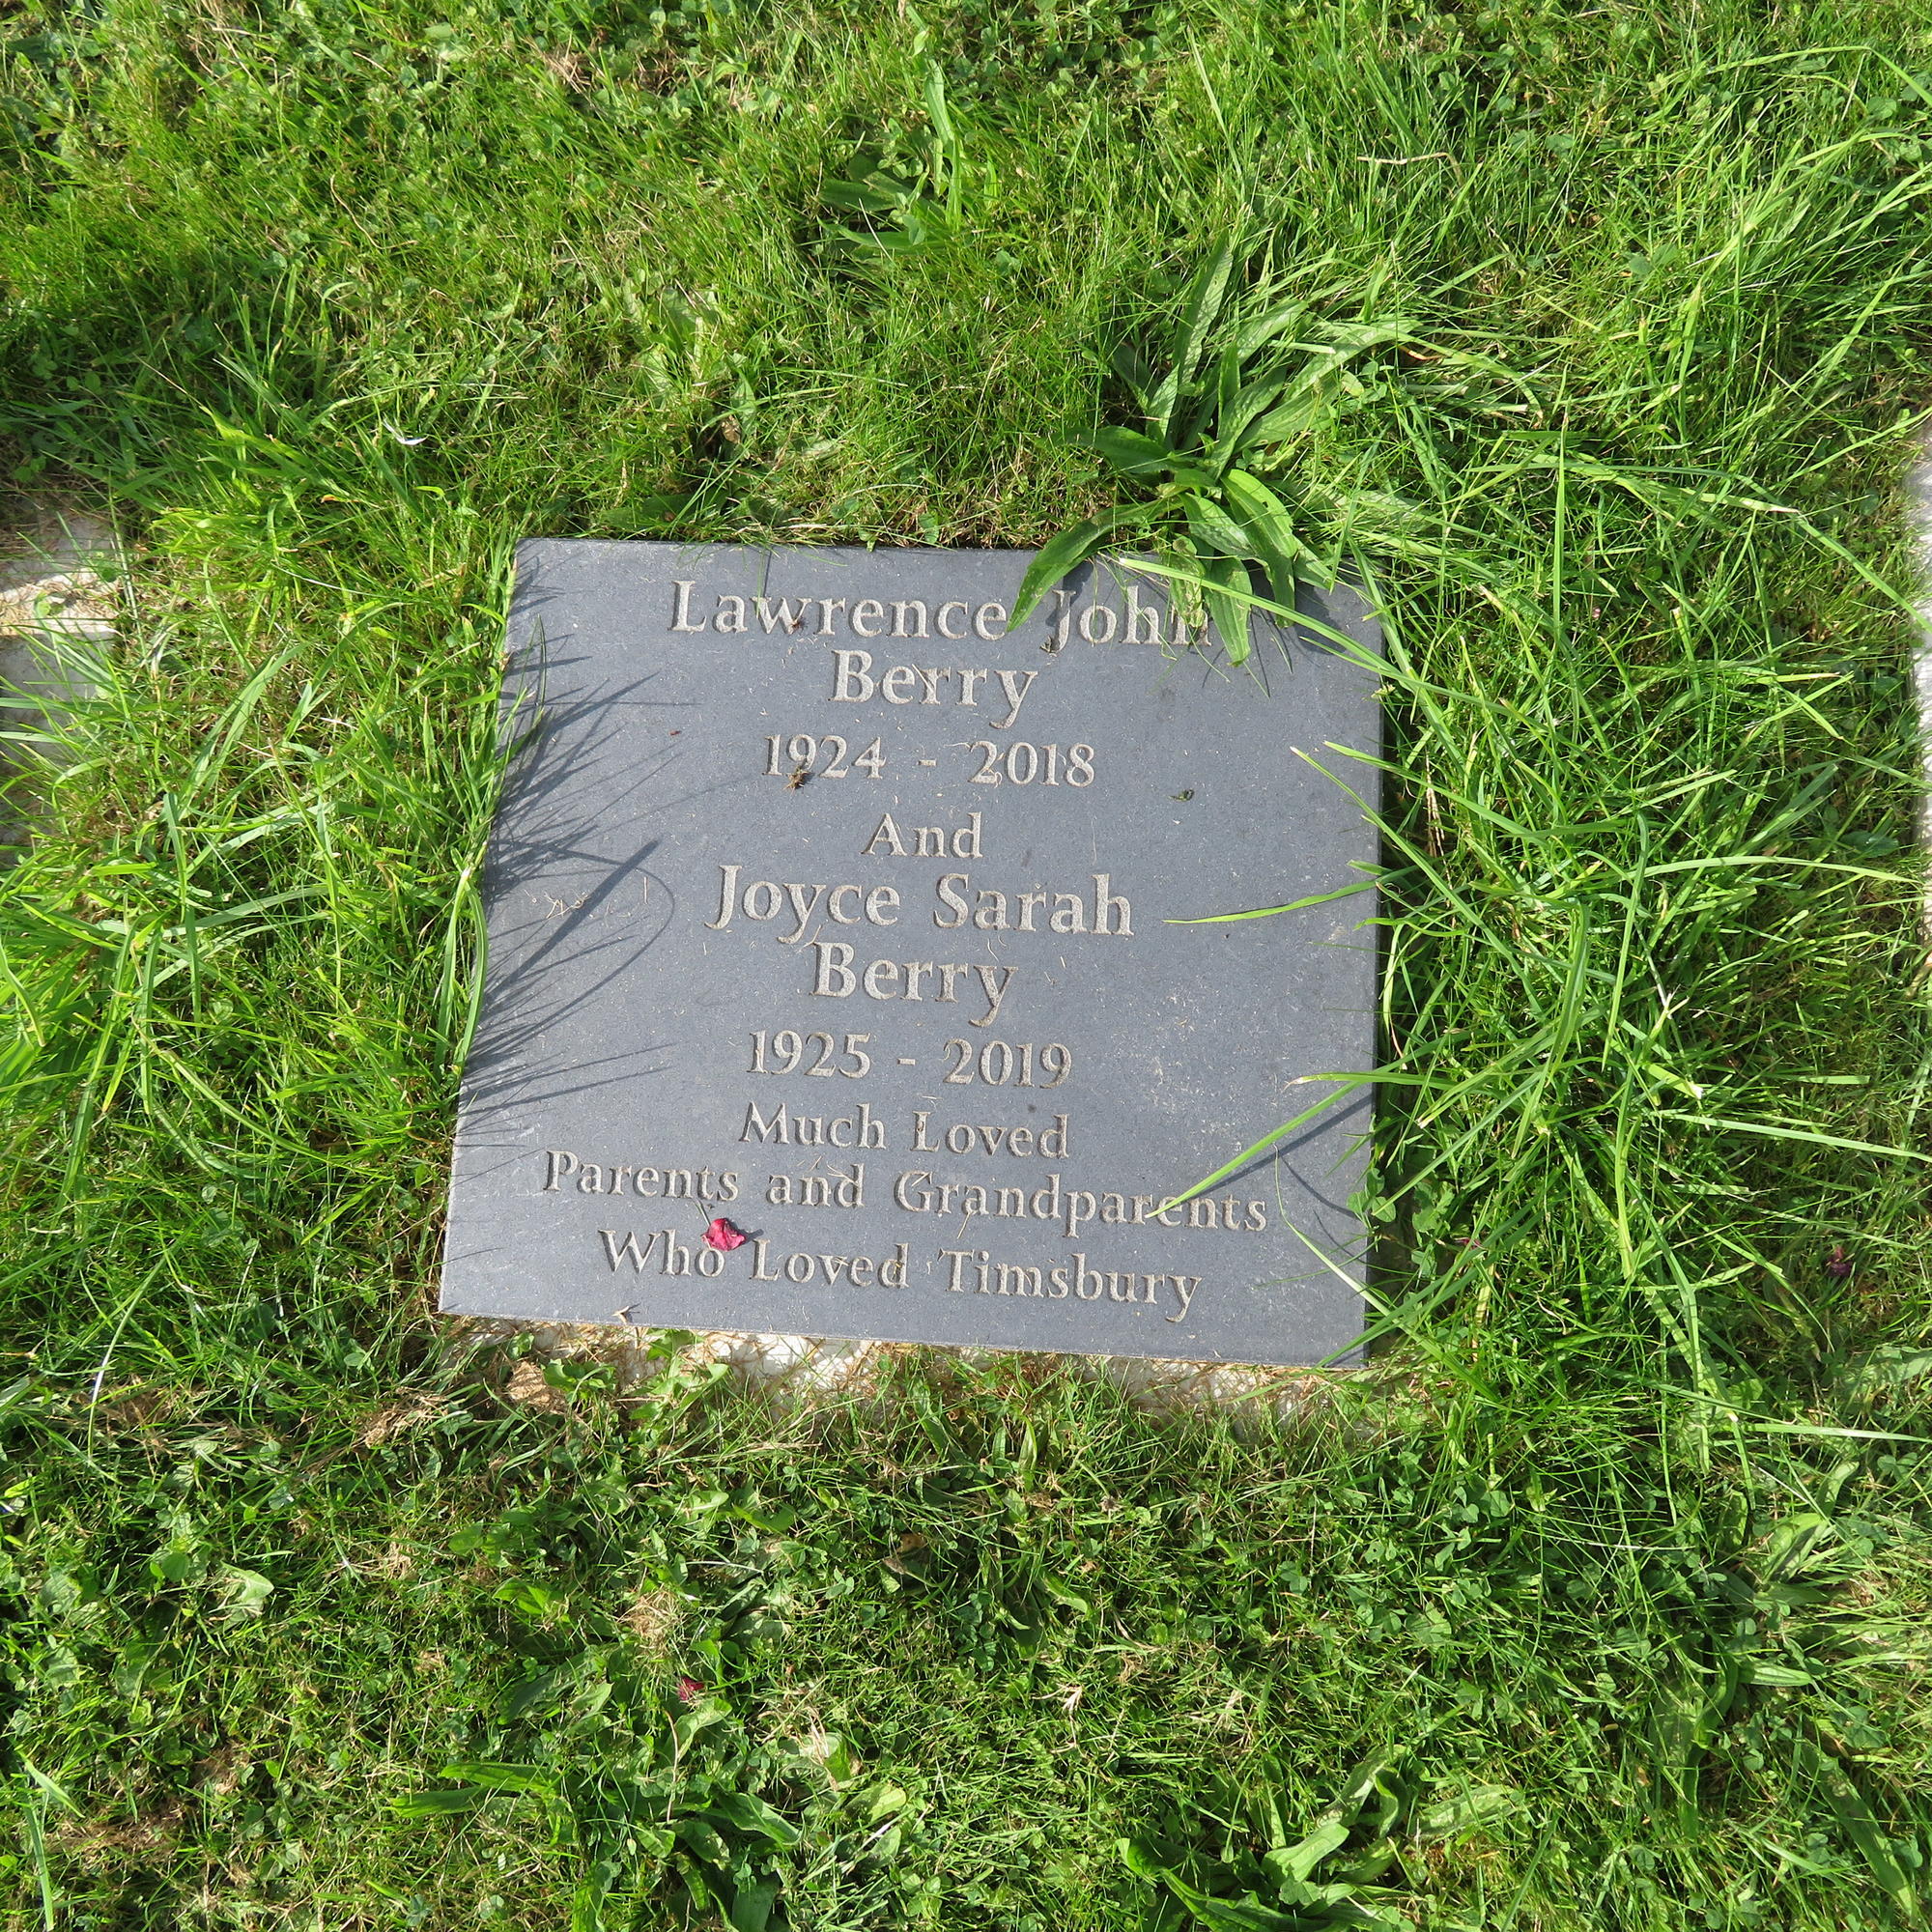 Lawrence John
Berry
1924 - 2018
And
Joyce Sarah
Berry
1925 - 2019
Much Loved
Parents and Grandparents
Who Loved Timsbury